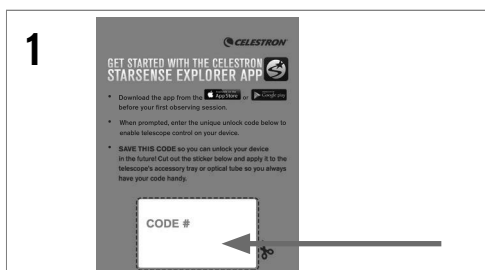 1
CELESTRON
GET STARTED WITH THE CELESTRON
STARSENSE EXPLORER APP
• Download the app from the App Store or Google play
before your first observing session.
• When prompted, enter the unique unlock code below to
enable telescope control on your device.
• SAVE THIS CODE so you can unlock your device
in the future! Cut out the sticker below and apply it to the
telescope's accessory tray or optical tube so you always
have your code handy.
CODE #